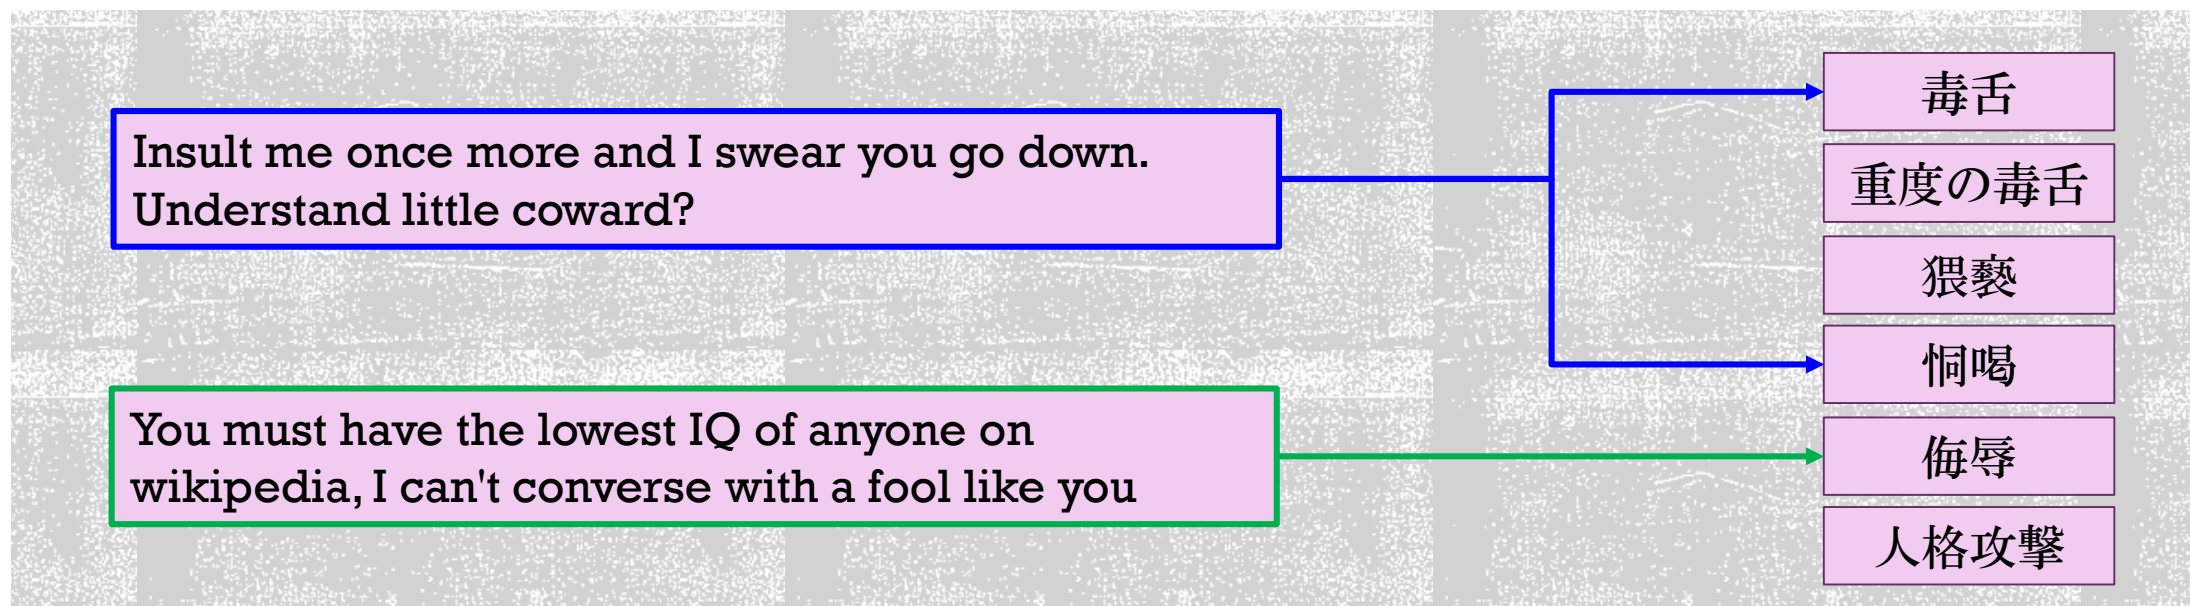 Insult me once more and I swear you go down.
Understand little coward?
You must have the lowest IQ of anyone on
wikipedia, I can't converse with a fool like you
毒舌
重度の毒舌
猥褻
恫喝
侮辱
人格攻撃